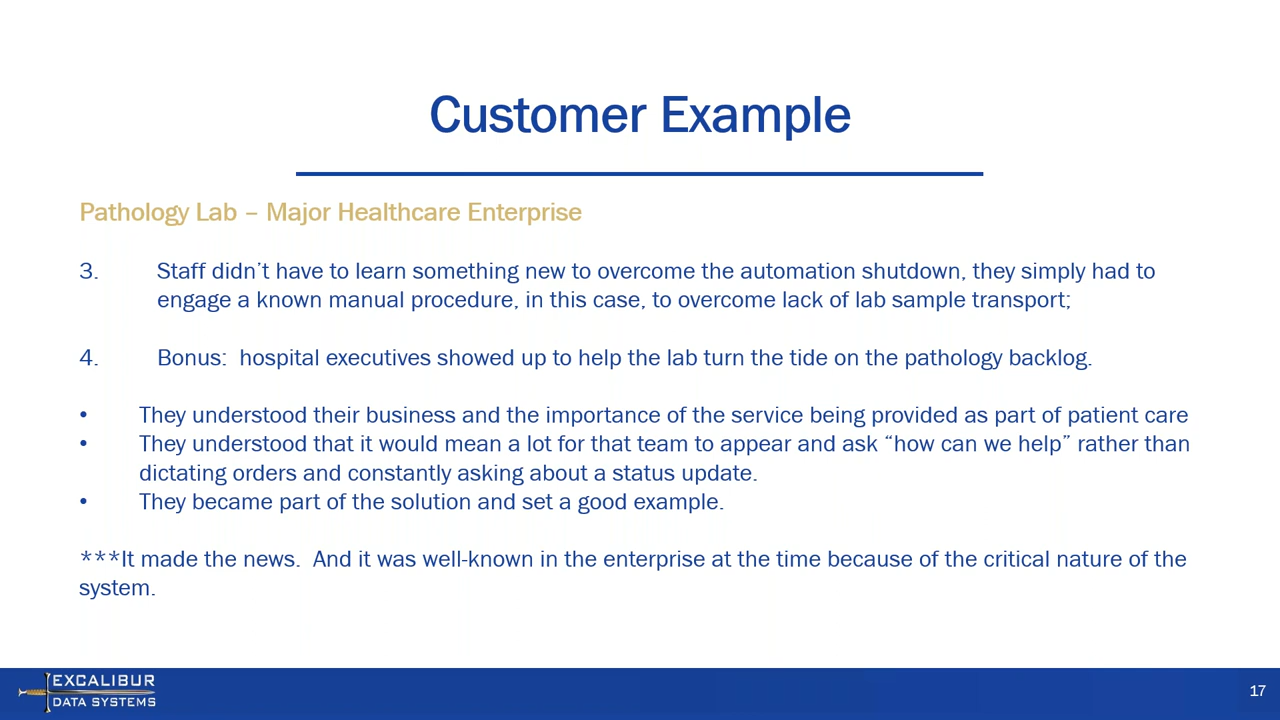 Customer Example
Pathology Lab – Major Healthcare Enterprise
3. Staff didn’t have to learn something new to overcome the automation shutdown, they simply had to
engage a known manual procedure, in this case, to overcome lack of lab sample transport;
4. Bonus:  hospital executives showed up to help the lab turn the tide on the pathology backlog.
• They understood their business and the importance of the service being provided as part of patient care
• They understood that it would mean a lot for that team to appear and ask “how can we help” rather than
dictating orders and constantly asking about a status update.
• They became part of the solution and set a good example.
***It made the news.  And it was well-known in the enterprise at the time because of the critical nature of the
system.
EXCALIBUR
DATA SYSTEMS
17